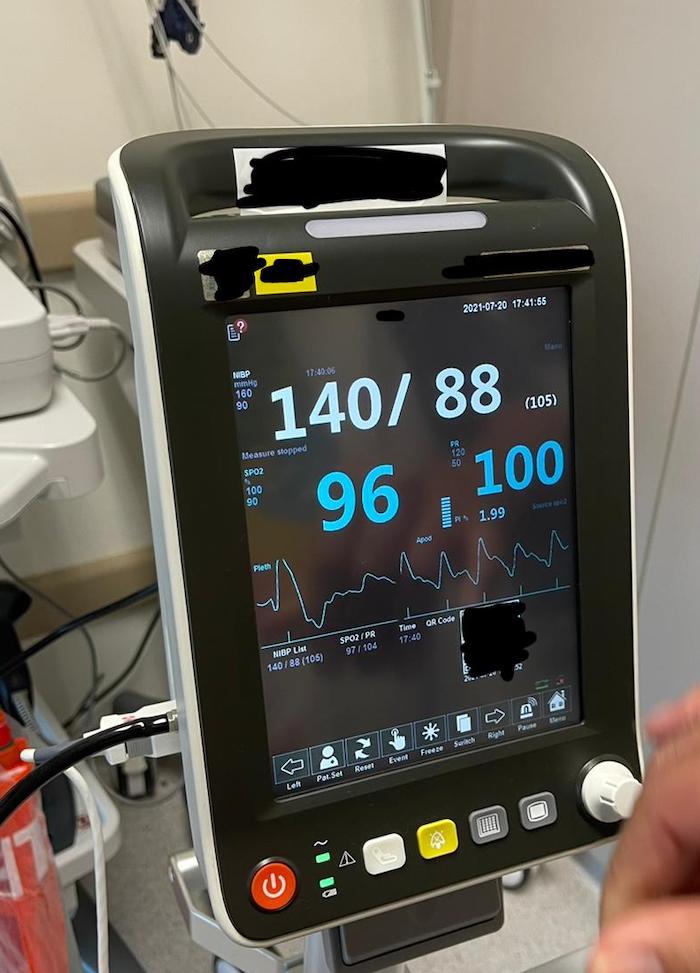 2021-07-20 17:41:55
?
NIBP 17:40:06 Manu
mmHg
160
90
140/ 88 (105)
Measure stopped
SPO2
%
100
90
96
PR
120
50
100
PI % 1.99 Source spo2
Pleth
Apod
NIBP List SPO2 / PR Time QR Code
140 / 88 (105) 97 / 104 17:40
Left Pat.Set Reset Event Freeze Switch Right Pause Menu